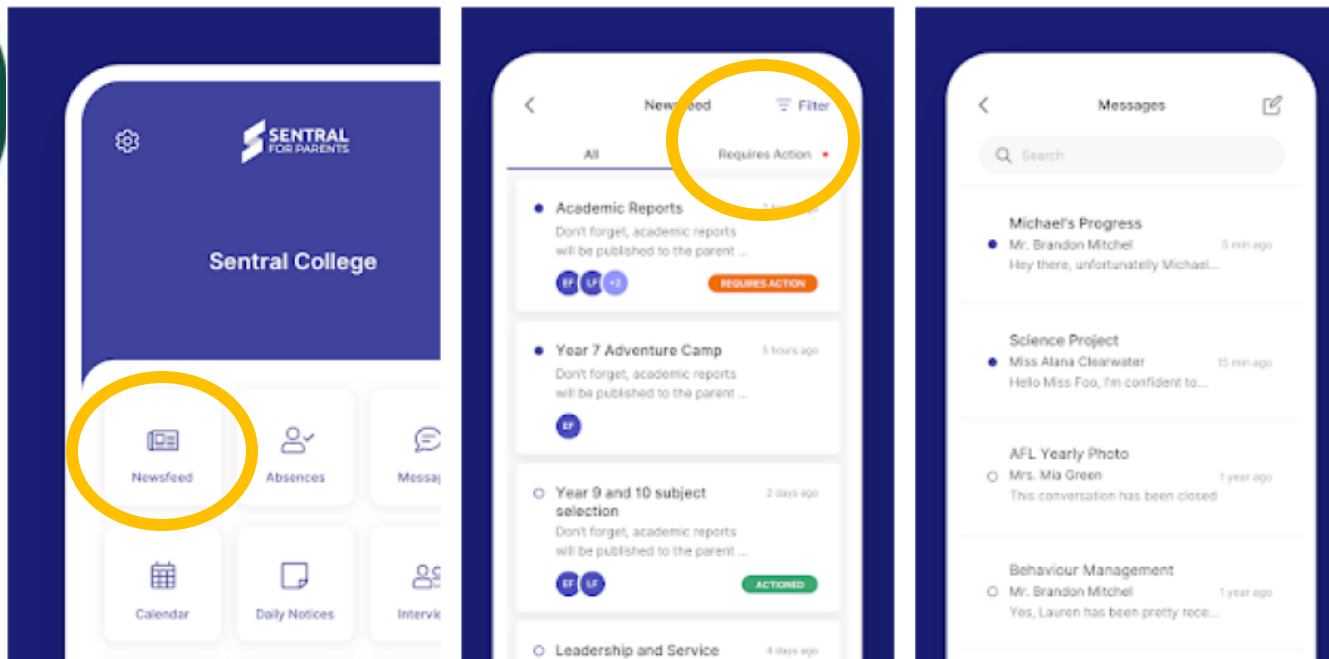 SENTRAL
FOR PARENTS
Sentral College
Newsfeed
Absences
Messag
Calendar
Daily Notices
Intervie
Newsfeed
Filter
All
Requires Action
Academic Reports
Don't forget, academic reports
will be published to the parent ...
EF LF +2
REQUIRES ACTION
Year 7 Adventure Camp
5 hours ago
Don't forget, academic reports
will be published to the parent ...
EF
Year 9 and 10 subject
2 days ago
selection
Don't forget, academic reports
will be published to the parent ...
EF LF
ACTIONED
Leadership and Service
4 days ago
Messages
Search
Michael's Progress
Mr. Brandon Mitchel
5 min ago
Hey there, unfortunatelly Michael...
Science Project
Miss Alana Clearwater
15 min ago
Hello Miss Foo, I'm confident to...
AFL Yearly Photo
Mrs. Mia Green
1 year ago
This conversation has been closed
Behaviour Management
Mr. Brandon Mitchel
1 year ago
Yes, Lauren has been pretty rece...